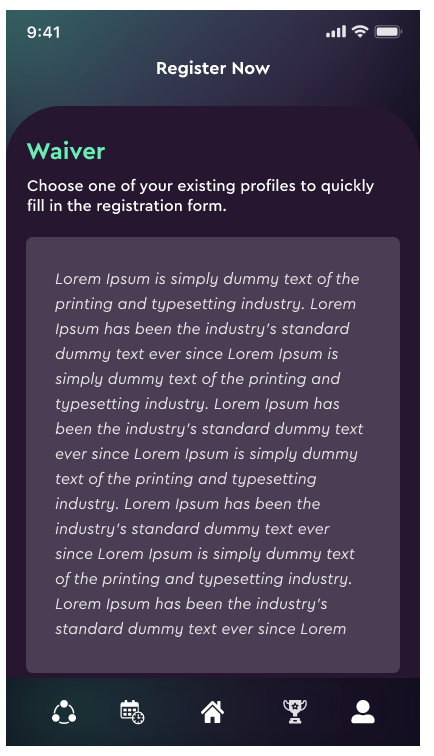 9:41
Register Now
Waiver
Choose one of your existing profiles to quickly
fill in the registration form.
Lorem Ipsum is simply dummy text of the
printing and typesetting industry. Lorem
Ipsum has been the industry's standard
dummy text ever since Lorem Ipsum is
simply dummy text of the printing and
typesetting industry. Lorem Ipsum has
been the industry's standard dummy text
ever since Lorem Ipsum is simply dummy
text of the printing and typesetting
industry. Lorem Ipsum has been the
industry's standard dummy text ever
since Lorem Ipsum is simply dummy text
of the printing and typesetting industry.
Lorem Ipsum has been the industry's
standard dummy text ever since Lorem